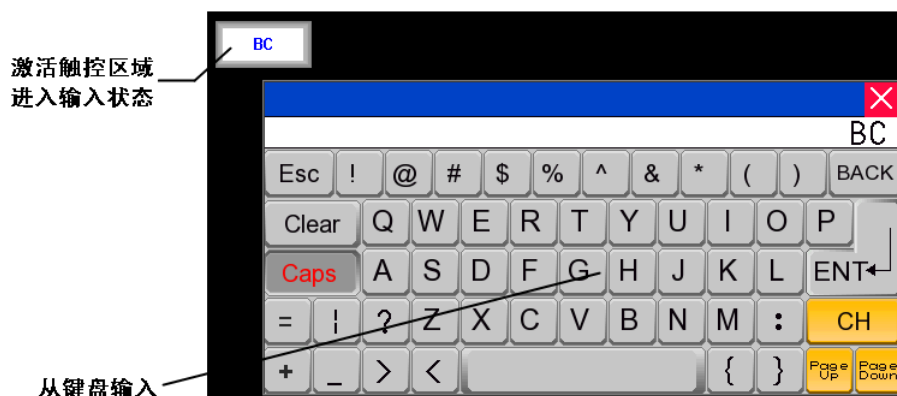 BC
激活触控区域
进入输入状态
BC
Esc ! @ # $ % ^ & * ( ) BACK
Clear Q W E R T Y U I O P
Caps A S D F G H J K L ENT
= ¦ ? Z X C V B N M : CH
+ _ > < { } Page Up Page Down
从键盘输入